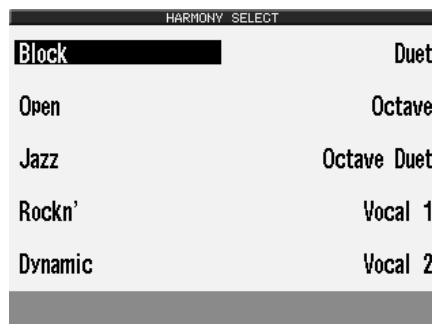 HARMONY SELECT
Block Duet
Open Octave
Jazz Octave Duet
Rockn' Vocal 1
Dynamic Vocal 2